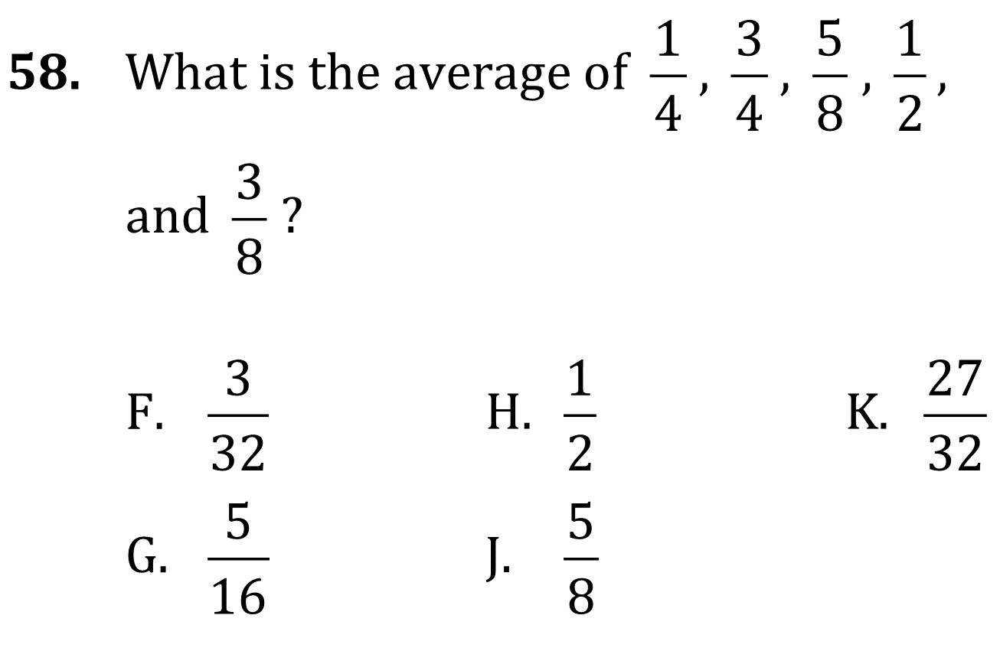 58. What is the average of 1/4, 3/4, 5/8, 1/2,
and 3/8?
F. 3/32 H. 1/2 K. 27/32
G. 5/16 J. 5/8